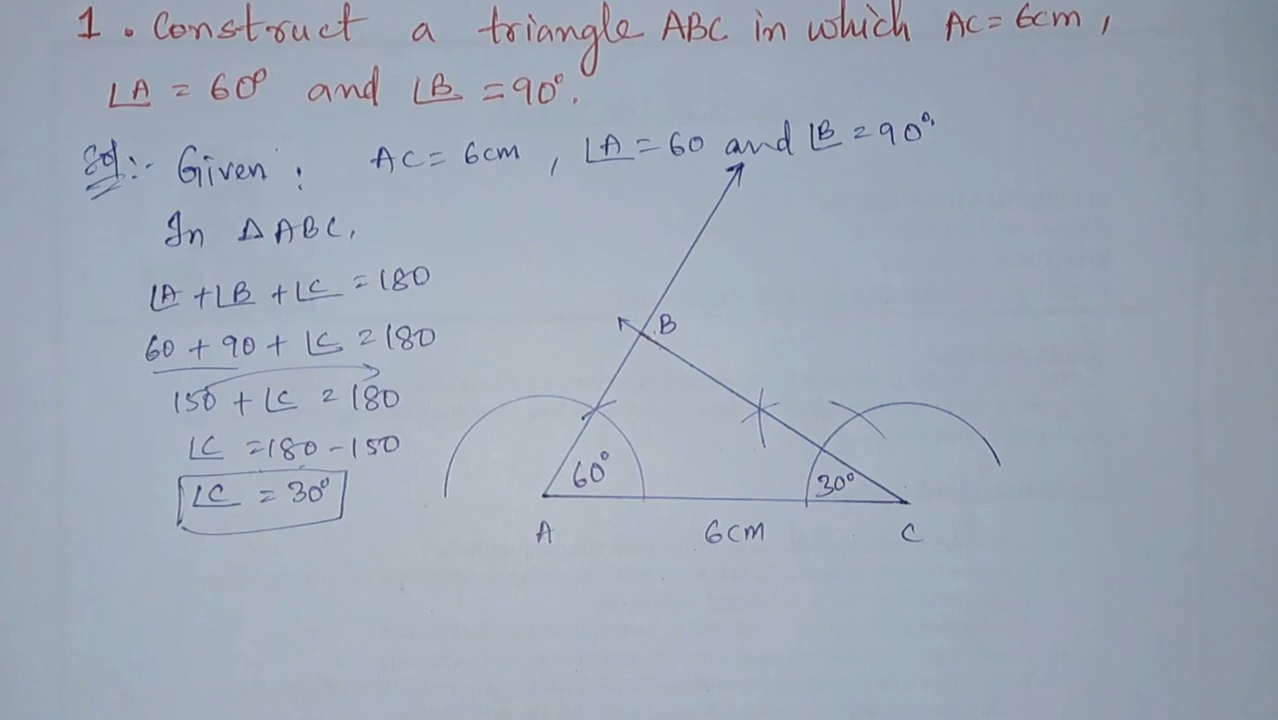 1. Construct a triangle ABC in which AC = 6cm,
∠A = 60° and ∠B = 90°.
Sol:- Given: AC = 6cm, ∠A = 60 and ∠B = 90°.
In △ABC,
∠A + ∠B + ∠C = 180
60 + 90 + ∠C = 180
150 + ∠C = 180
∠C = 180 - 150
∠C = 30°
B
60°
30°
A 6cm C